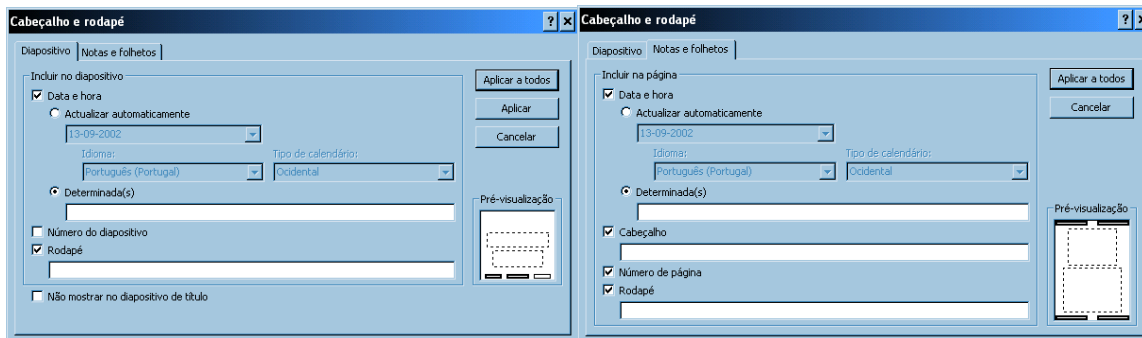 Cabeçalho e rodapé
Diapositivo Notas e folhetos
Incluir no diapositivo
Data e hora
Actualizar automaticamente
13-09-2002
Idioma: Tipo de calendário:
Português (Portugal) Ocidental
Determinada(s)
Número do diapositivo
Rodapé
Não mostrar no diapositivo de título
Aplicar a todos
Aplicar
Cancelar
Pré-visualização
Cabeçalho e rodapé
Diapositivo Notas e folhetos
Incluir na página
Data e hora
Actualizar automaticamente
13-09-2002
Idioma: Tipo de calendário:
Português (Portugal) Ocidental
Determinada(s)
Cabeçalho
Número de página
Rodapé
Aplicar a todos
Cancelar
Pré-visualização